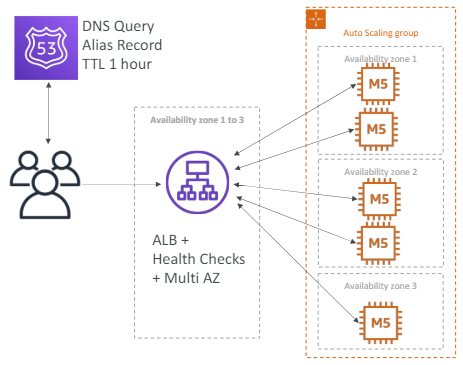 53
DNS Query
Alias Record
TTL 1 hour
Auto Scaling group
Availability zone 1
M5
M5
Availability zone 1 to 3
Availability zone 2
M5
M5
ALB +
Health Checks
+ Multi AZ
Availability zone 3
M5